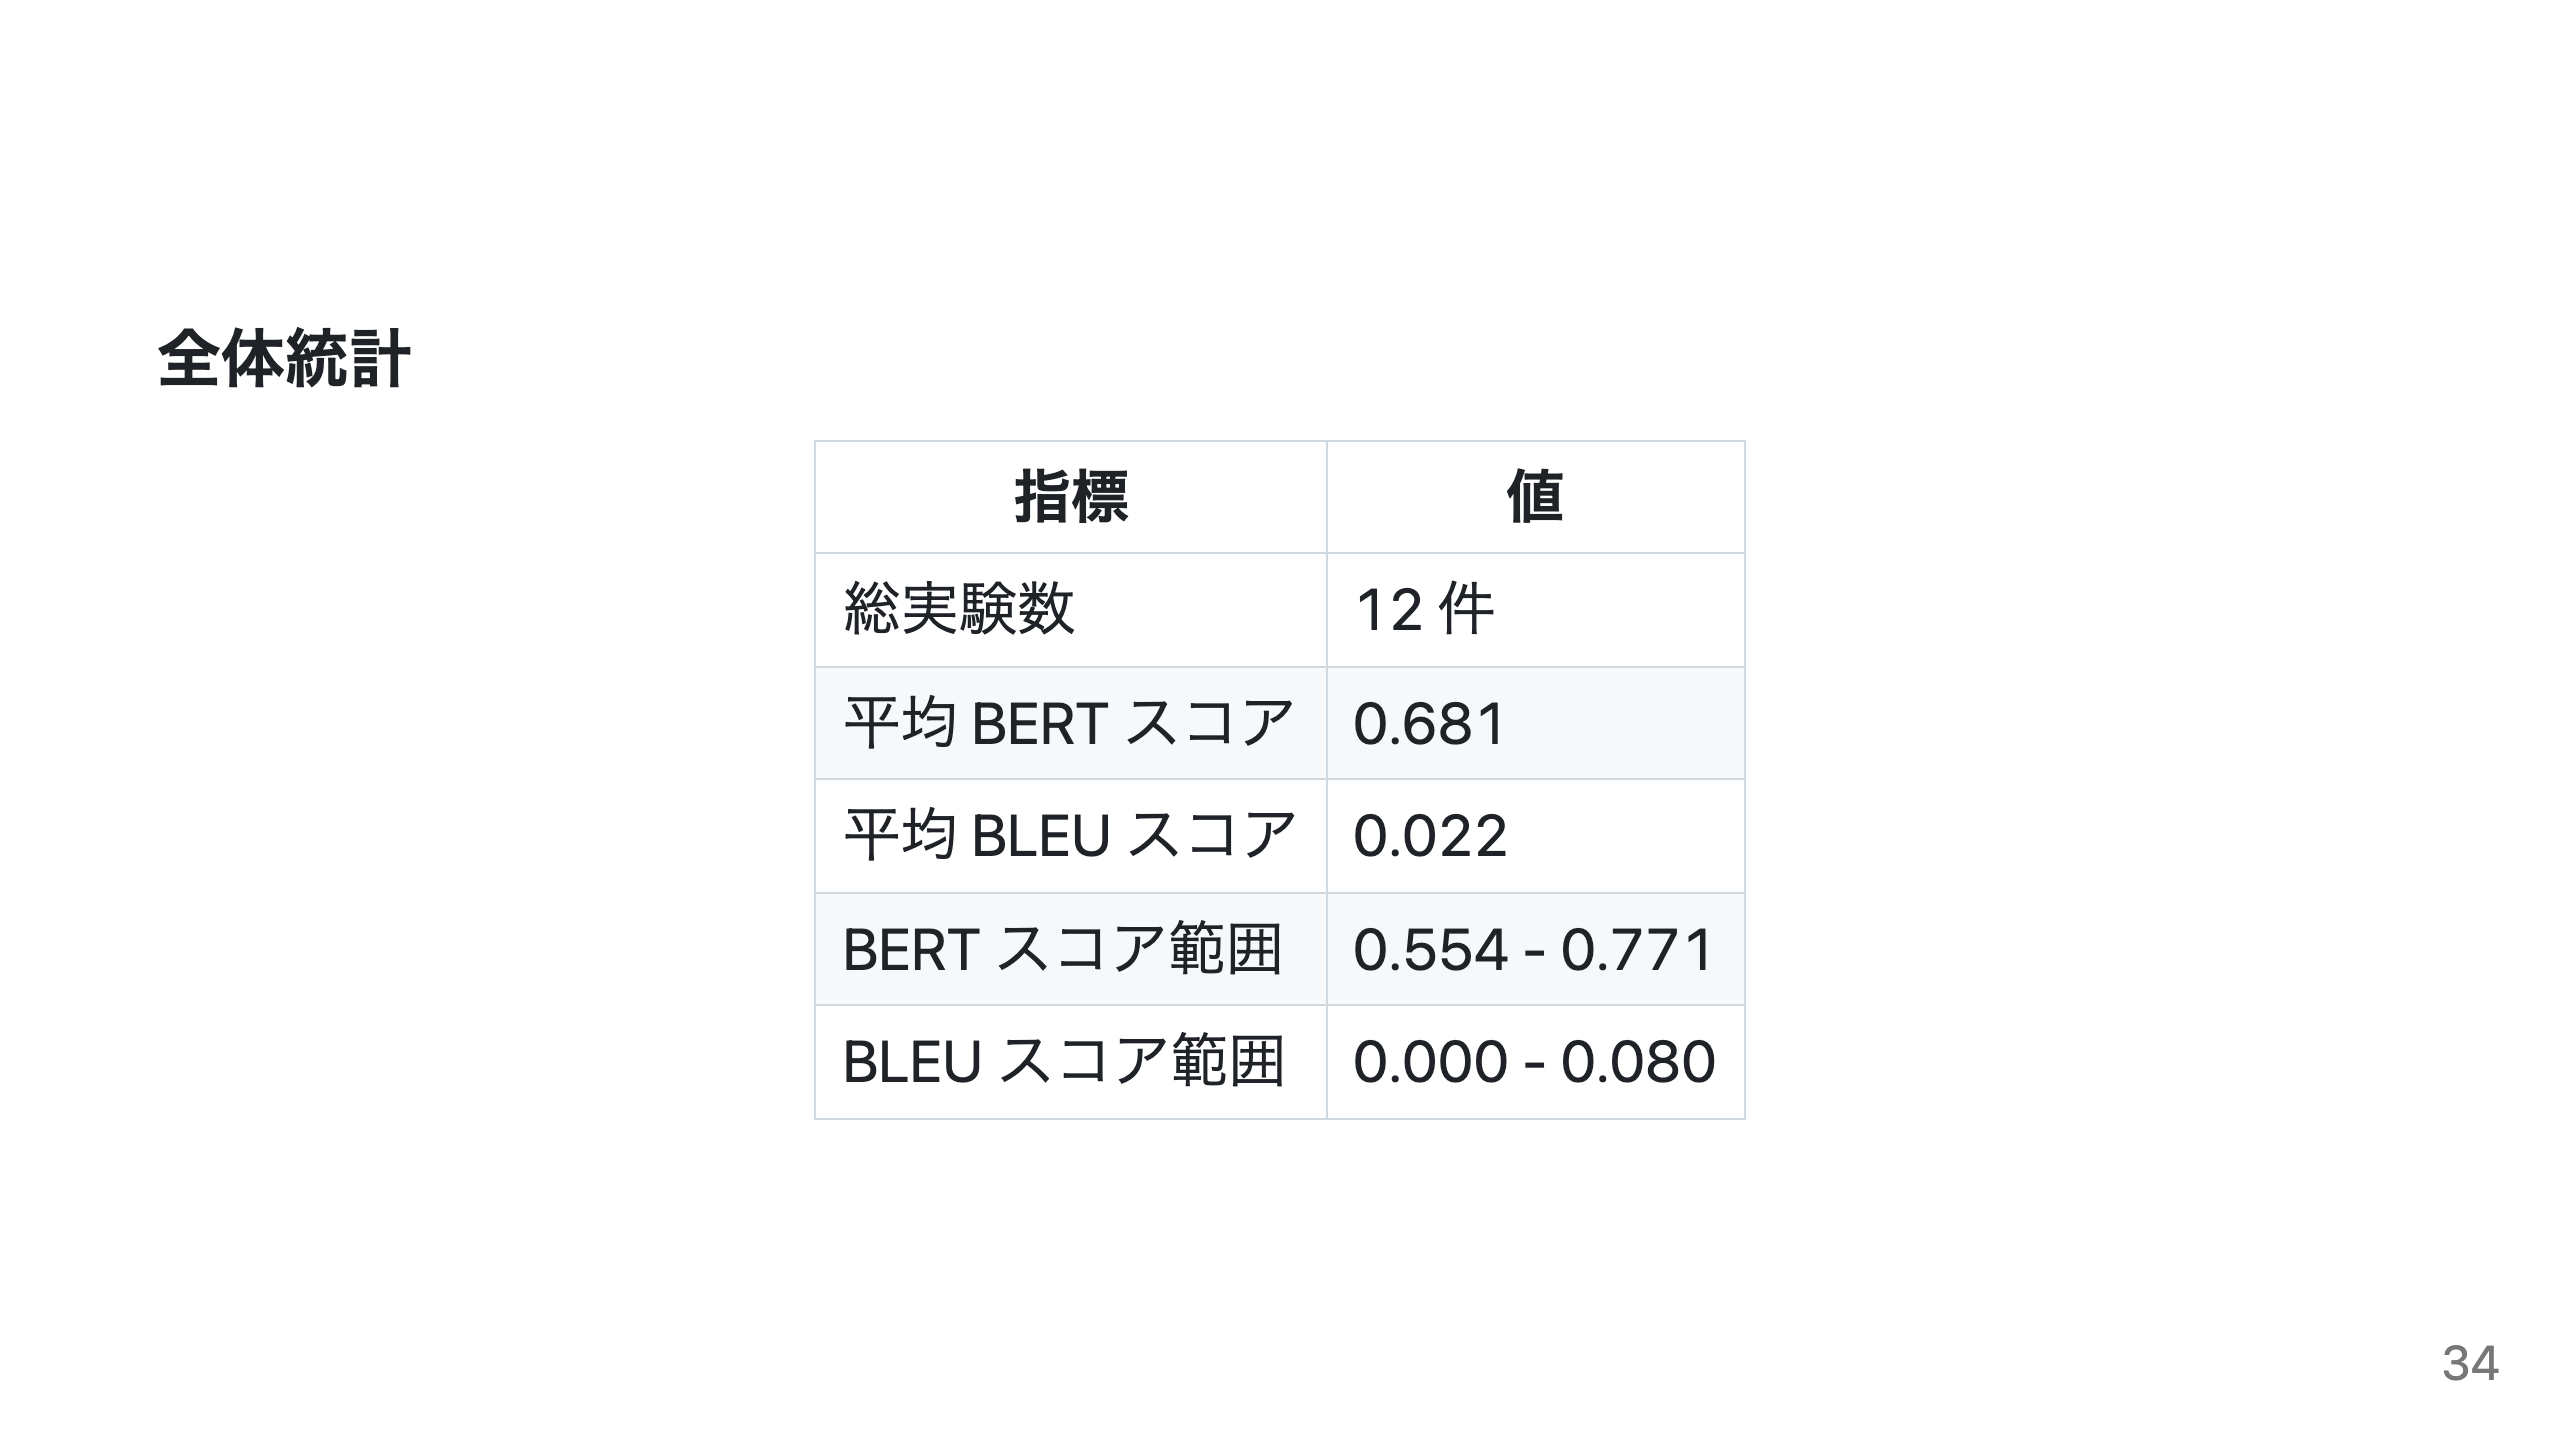 全体統計
指標 値
総実験数 12 件
平均 BERT スコア 0.681
平均 BLEU スコア 0.022
BERT スコア範囲 0.554 - 0.771
BLEU スコア範囲 0.000 - 0.080
34